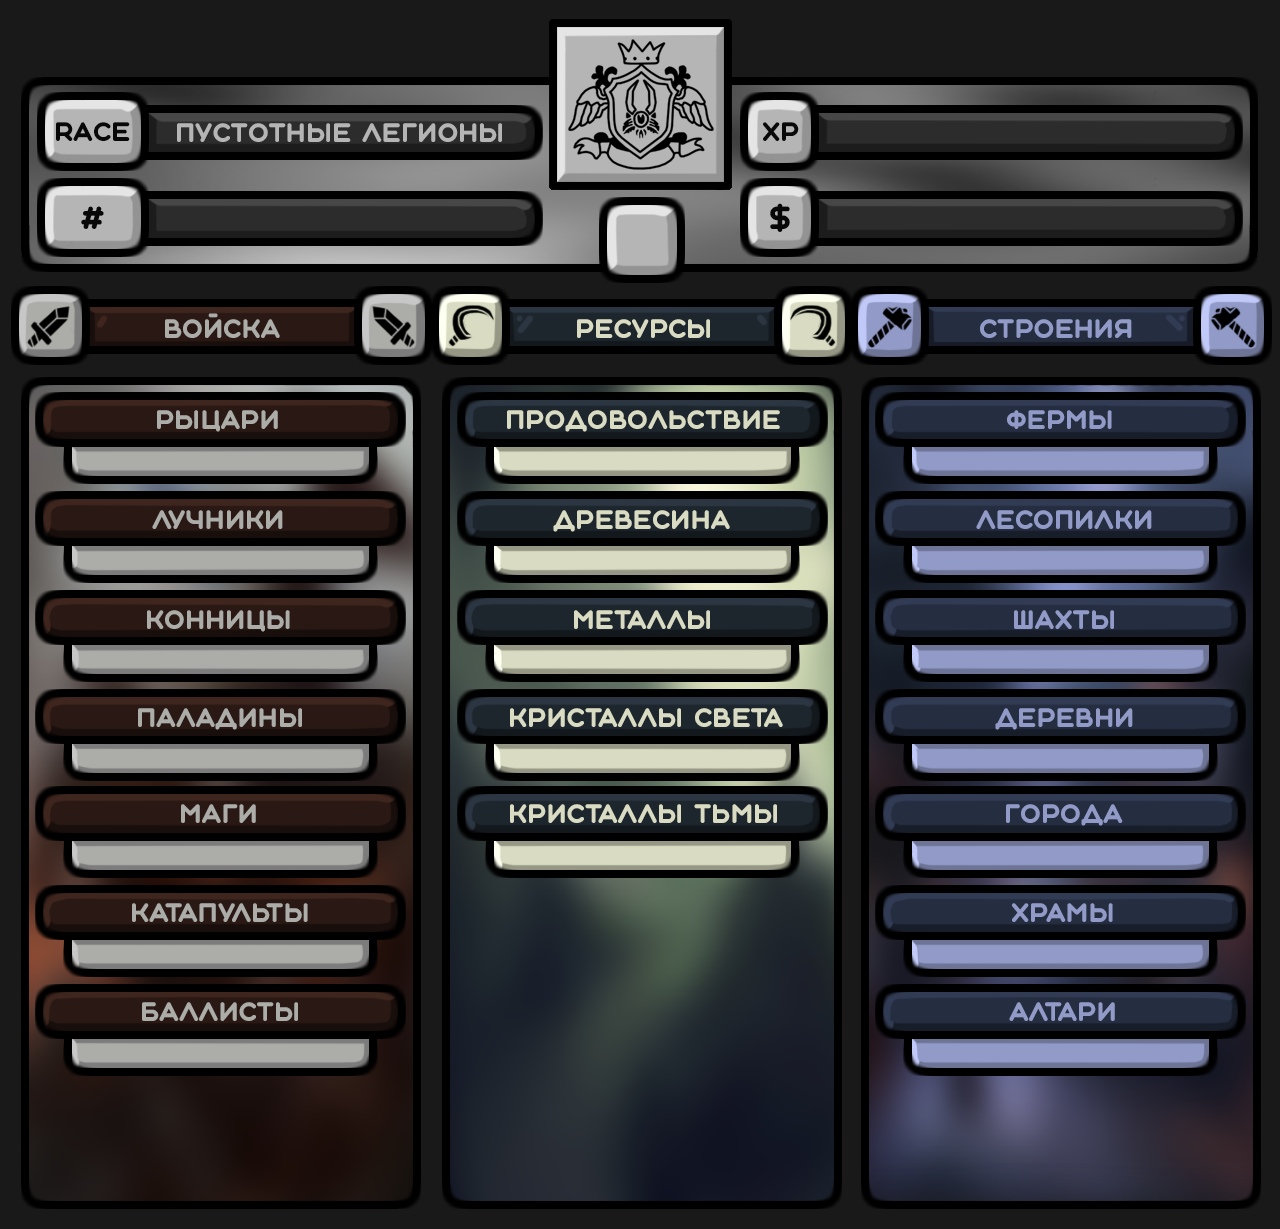 RACE
ПУСТОТНЫЕ ЛЕГИОНЫ
XP
#
$
ВОЙСКА
РЕСУРСЫ
СТРОЕНИЯ
РЫЦАРИ
ЛУЧНИКИ
КОННИЦЫ
ПАЛАДИНЫ
МАГИ
КАТАПУЛЬТЫ
БАЛЛИСТЫ
ПРОДОВОЛЬСТВИЕ
ДРЕВЕСИНА
МЕТАЛЛЫ
КРИСТАЛЛЫ СВЕТА
КРИСТАЛЛЫ ТЬМЫ
ФЕРМЫ
ЛЕСОПИЛКИ
ШАХТЫ
ДЕРЕВНИ
ГОРОДА
ХРАМЫ
АЛТАРИ